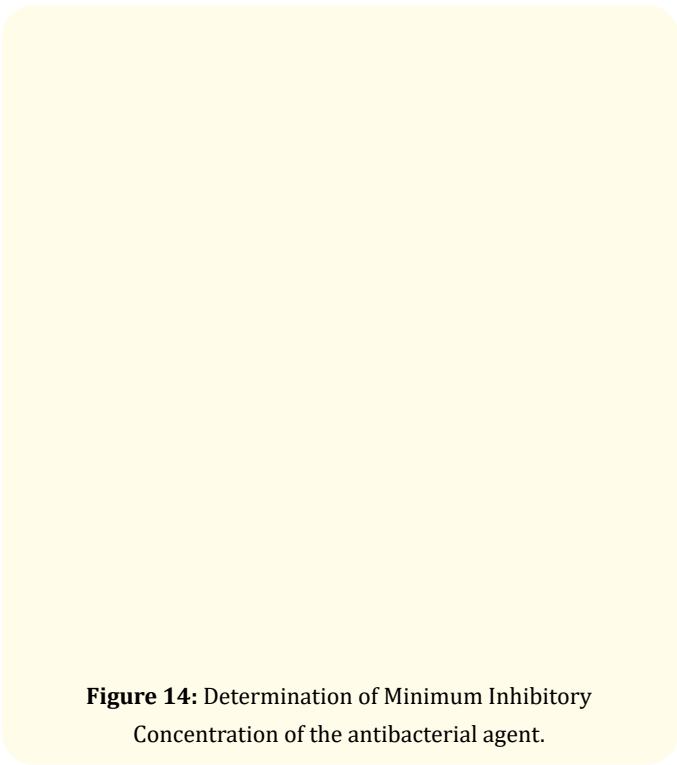 Figure 14: Determination of Minimum Inhibitory
Concentration of the antibacterial agent.